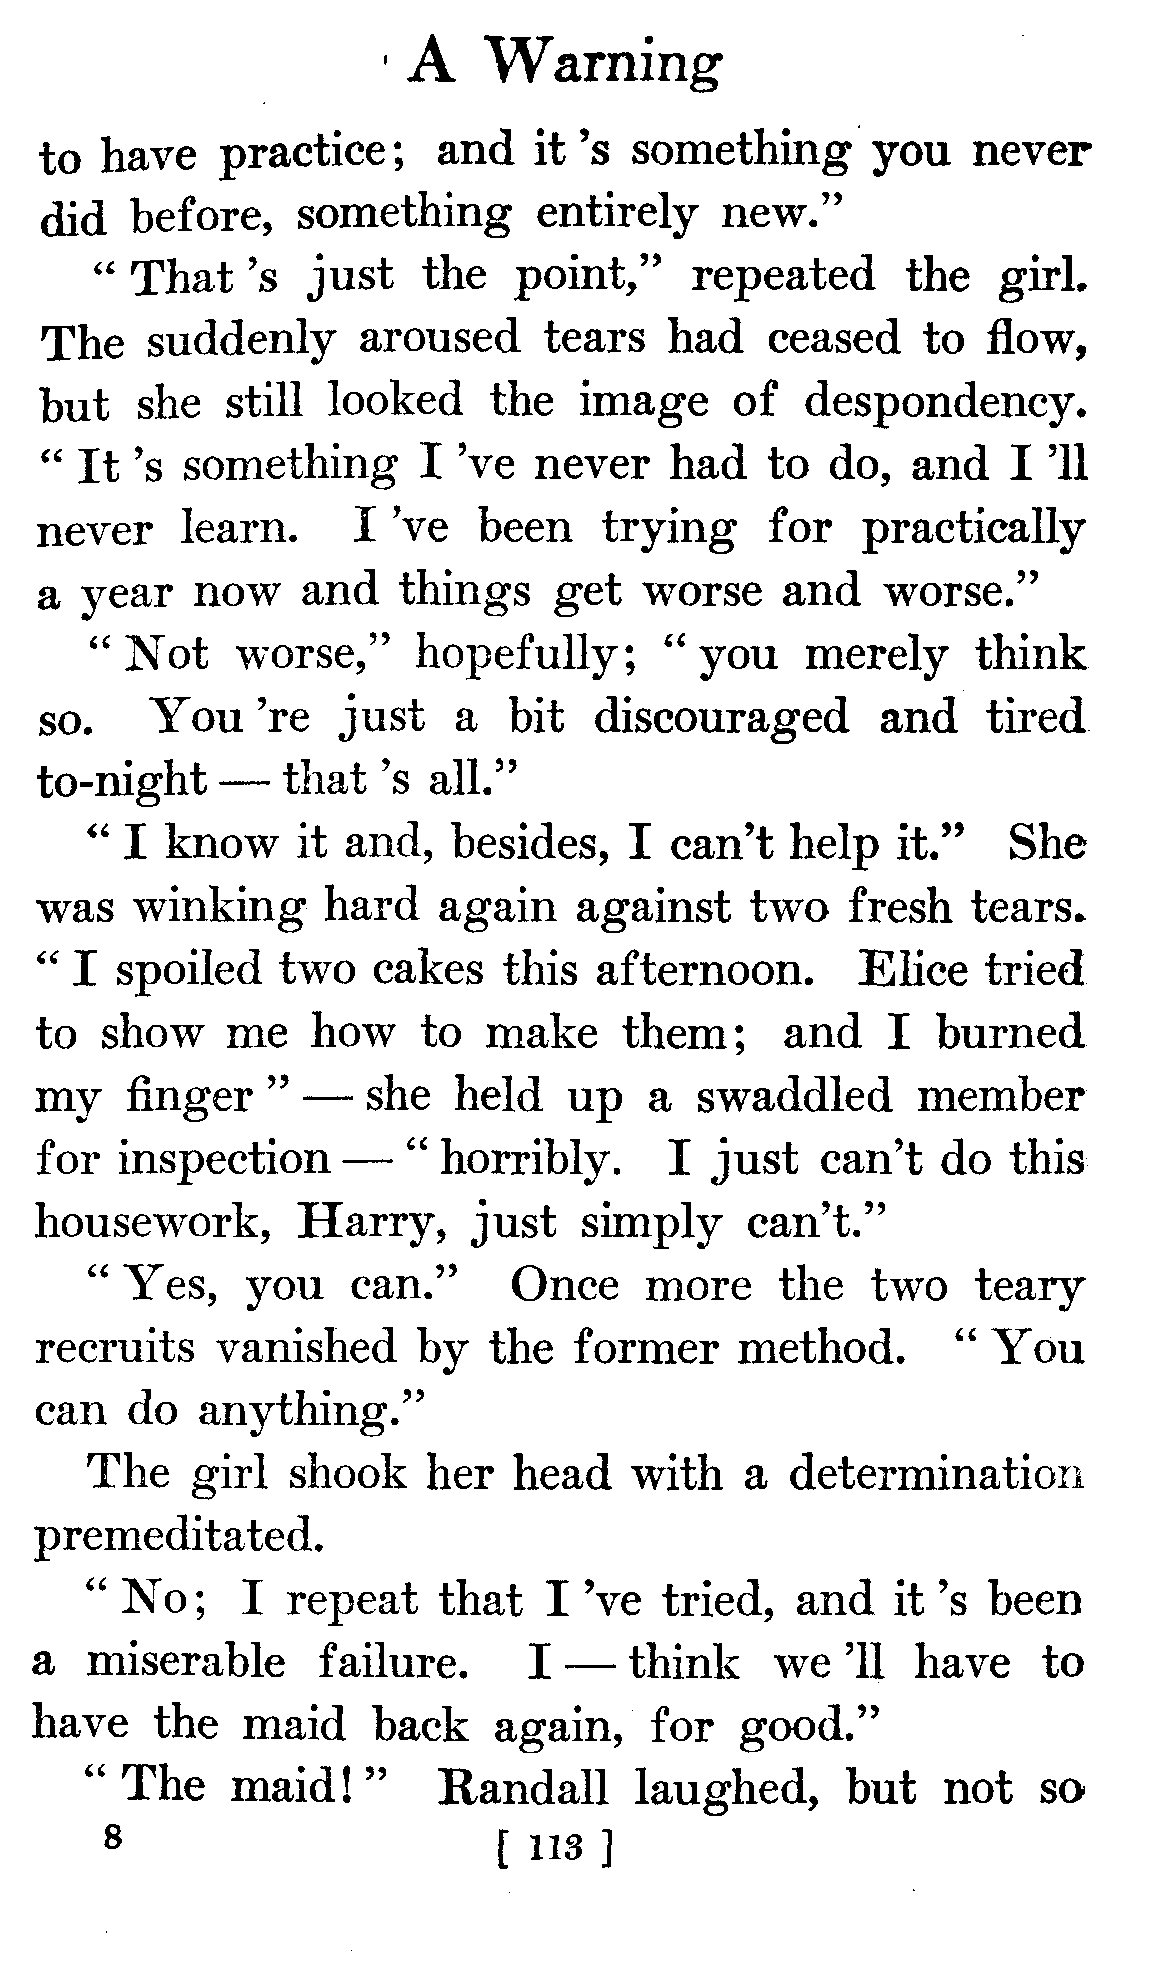 A Warning
to have practice; and it 's something you never
did before, something entirely new."
" That 's just the point," repeated the girl.
The suddenly aroused tears had ceased to flow,
but she still looked the image of despondency.
" It 's something I 've never had to do, and I 'll
never learn. I 've been trying for practically
a year now and things get worse and worse."
" Not worse," hopefully; " you merely think
so. You 're just a bit discouraged and tired
to-night — that 's all."
" I know it and, besides, I can't help it." She
was winking hard again against two fresh tears.
" I spoiled two cakes this afternoon. Elice tried
to show me how to make them; and I burned
my finger " — she held up a swaddled member
for inspection — " horribly. I just can't do this
housework, Harry, just simply can't."
" Yes, you can." Once more the two teary
recruits vanished by the former method. " You
can do anything."
The girl shook her head with a determination
premeditated.
" No; I repeat that I 've tried, and it 's been
a miserable failure. I — think we 'll have to
have the maid back again, for good."
" The maid! " Randall laughed, but not so
8 [ 113 ]